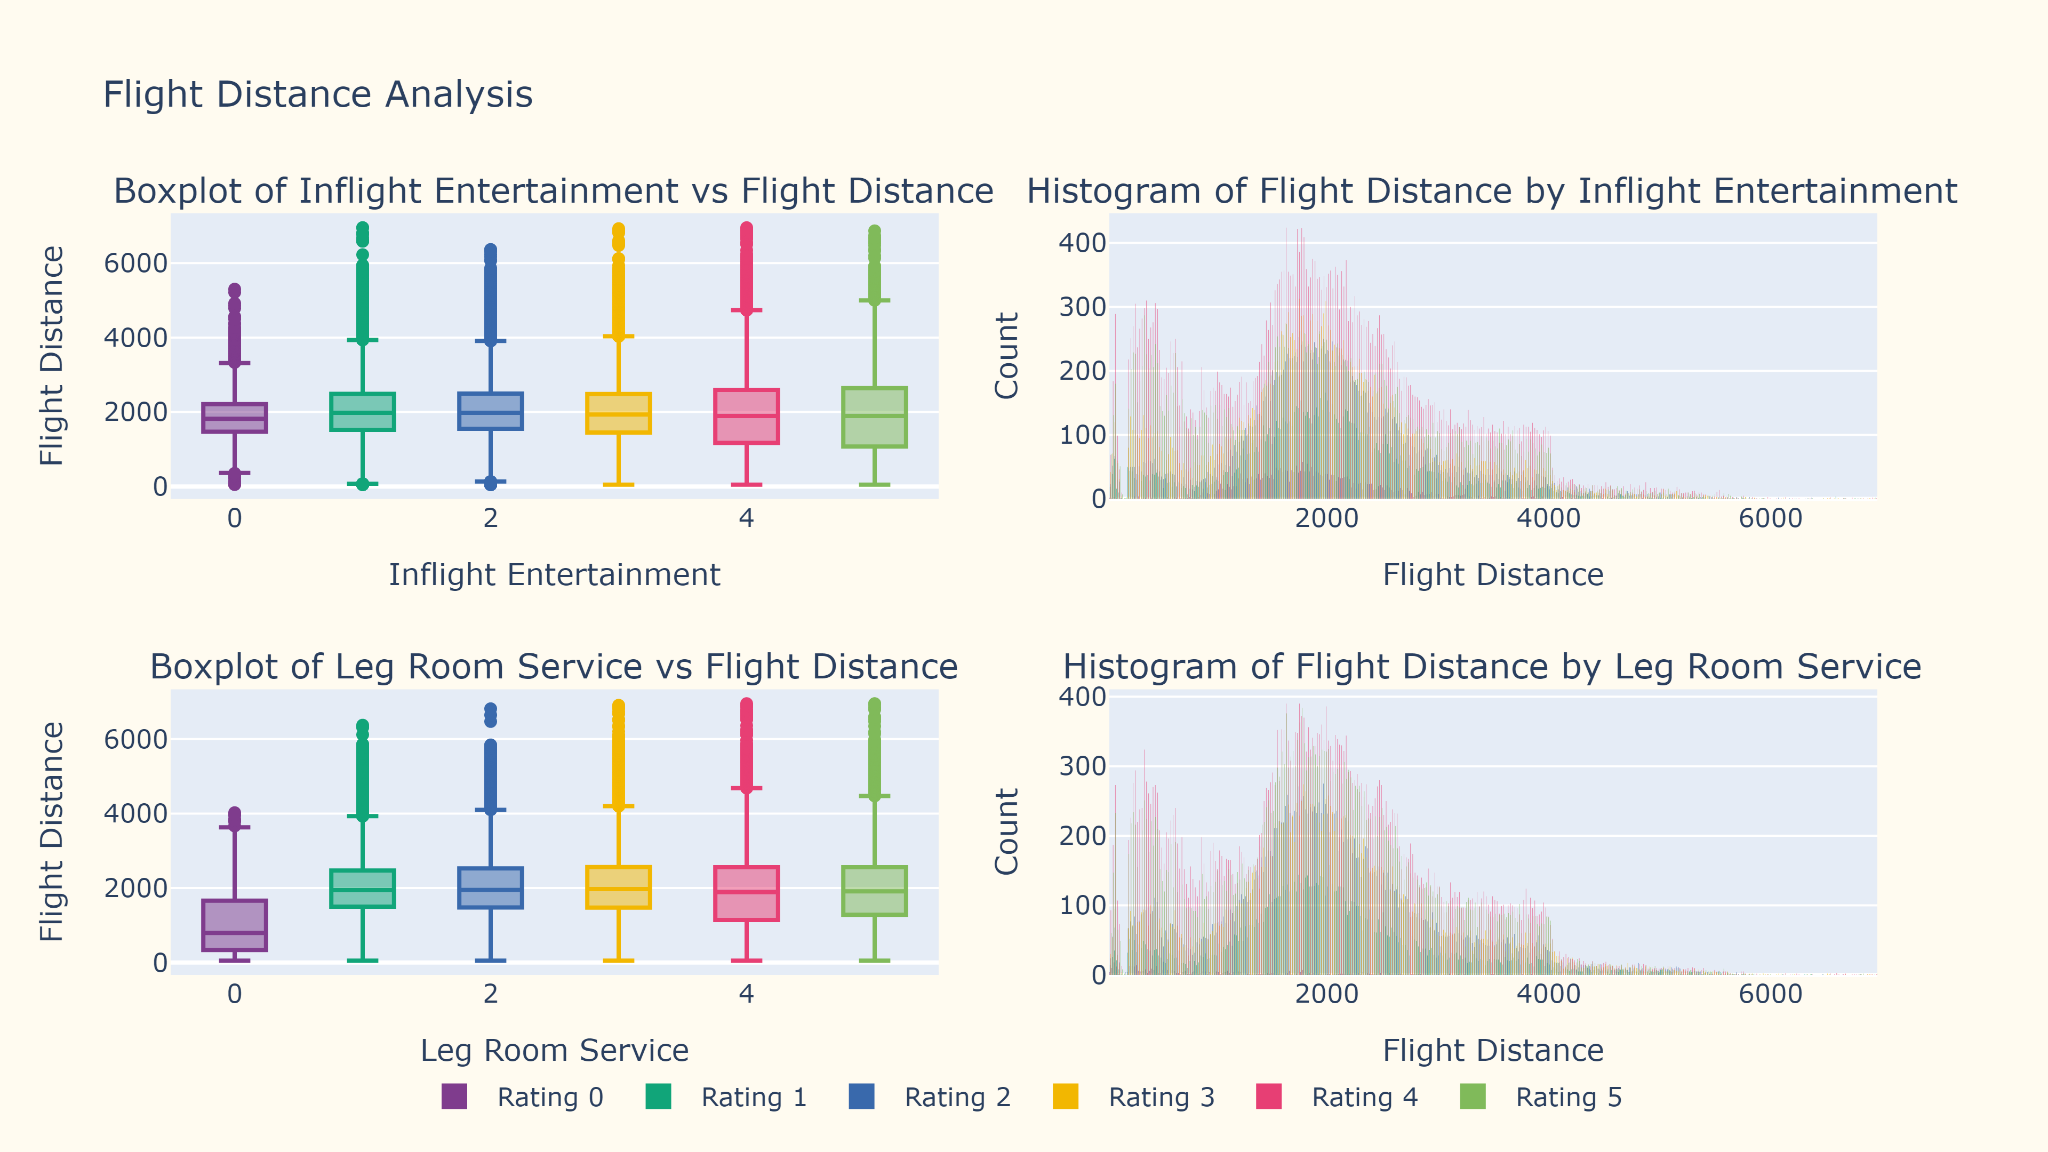 Flight Distance Analysis
Boxplot of Inflight Entertainment vs Flight Distance
Flight Distance
6000
4000
2000
0
0
2
4
Inflight Entertainment
Histogram of Flight Distance by Inflight Entertainment
Count
400
300
200
100
0
2000
4000
6000
Flight Distance
Boxplot of Leg Room Service vs Flight Distance
Flight Distance
6000
4000
2000
0
0
2
4
Leg Room Service
Histogram of Flight Distance by Leg Room Service
Count
400
300
200
100
0
2000
4000
6000
Flight Distance
Rating 0
Rating 1
Rating 2
Rating 3
Rating 4
Rating 5